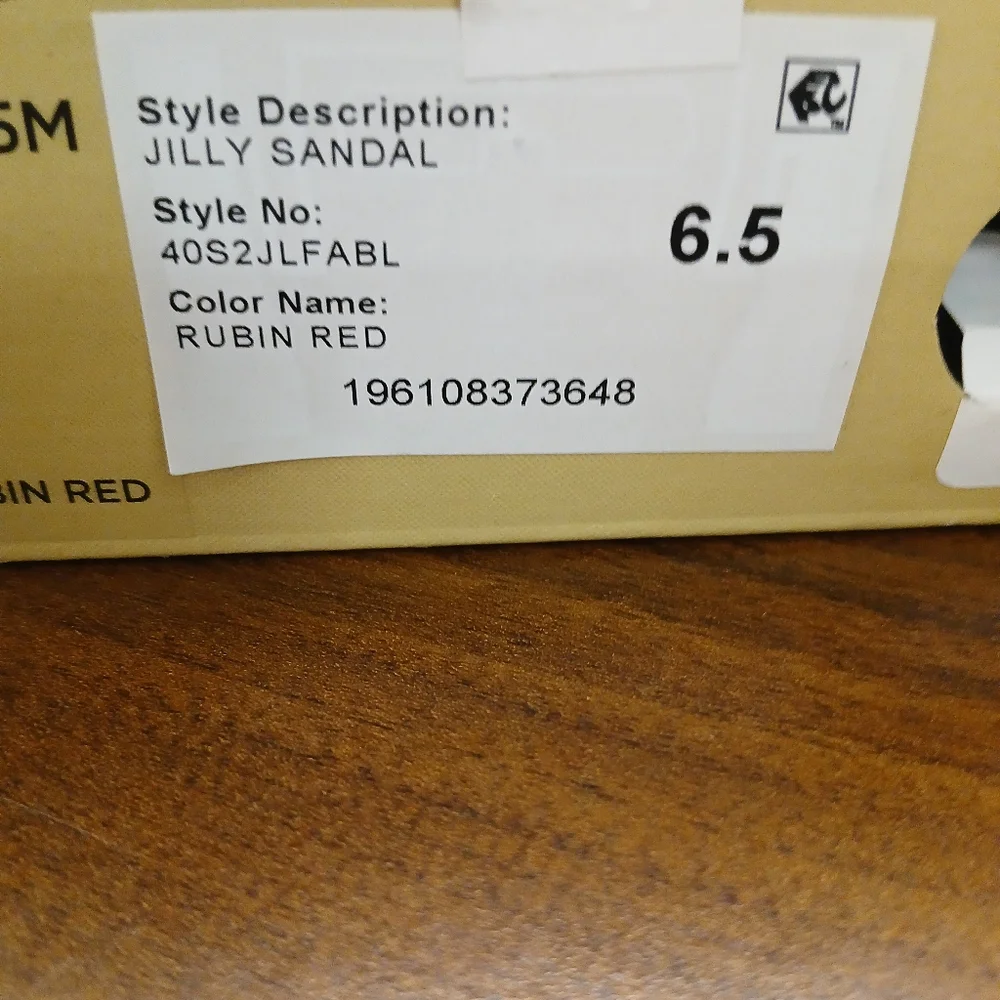 5M
Style Description:
JILLY SANDAL
Style No:
40S2JLFABL
6.5
Color Name:
RUBIN RED
196108373648
BIN RED